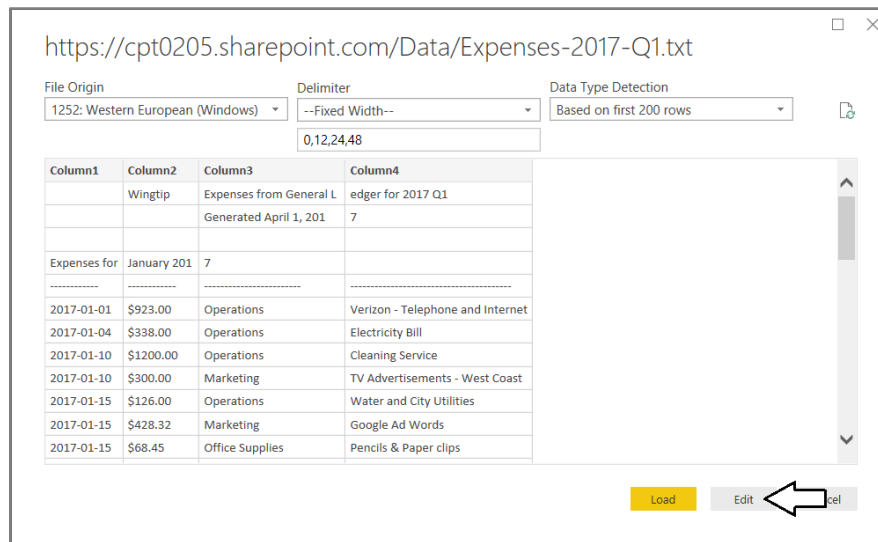 https://cpt0205.sharepoint.com/Data/Expenses-2017-Q1.txt
File Origin Delimiter Data Type Detection
1252: Western European (Windows) --Fixed Width-- Based on first 200 rows
0,12,24,48
Column1 Column2 Column3 Column4
Wingtip Expenses from General L edger for 2017 Q1
Generated April 1, 201 7
Expenses for January 201 7
------------ ------------ ------------------------ ---------------------------------------
2017-01-01 $923.00 Operations Verizon - Telephone and Internet
2017-01-04 $338.00 Operations Electricity Bill
2017-01-10 $1200.00 Operations Cleaning Service
2017-01-10 $300.00 Marketing TV Advertisements - West Coast
2017-01-15 $126.00 Operations Water and City Utilities
2017-01-15 $428.32 Marketing Google Ad Words
2017-01-15 $68.45 Office Supplies Pencils & Paper clips
Load Edit cel